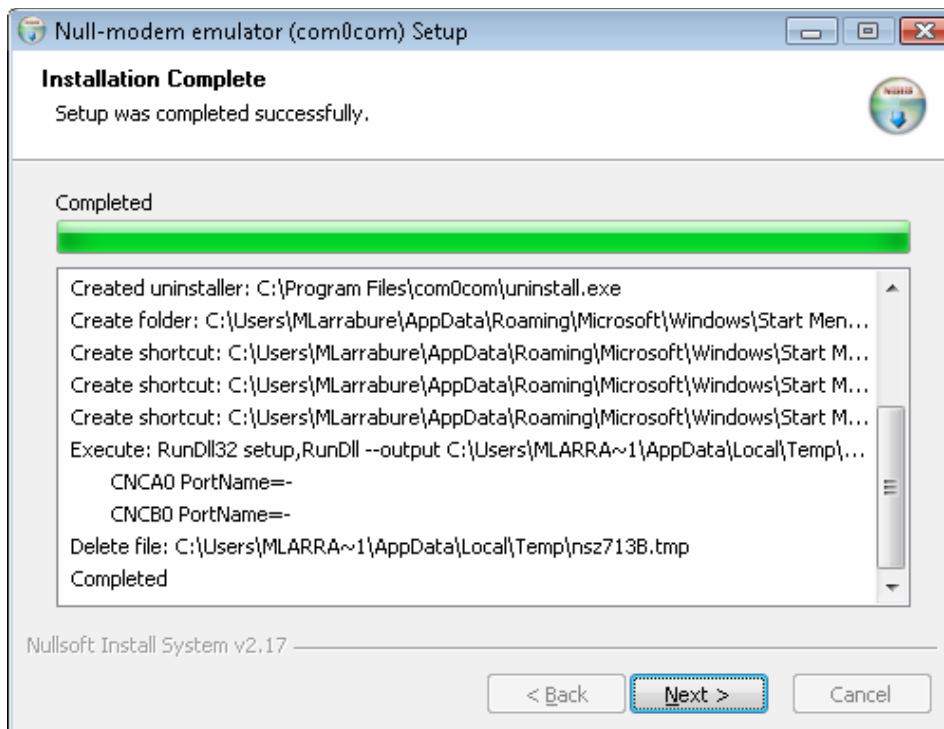 Null-modem emulator (com0com) Setup
Installation Complete
Setup was completed successfully.
Completed
Created uninstaller: C:\Program Files\com0com\uninstall.exe
Create folder: C:\Users\MLarrabure\AppData\Roaming\Microsoft\Windows\Start Men...
Create shortcut: C:\Users\MLarrabure\AppData\Roaming\Microsoft\Windows\Start M...
Create shortcut: C:\Users\MLarrabure\AppData\Roaming\Microsoft\Windows\Start M...
Create shortcut: C:\Users\MLarrabure\AppData\Roaming\Microsoft\Windows\Start M...
Execute: RunDll32 setup,RunDll --output C:\Users\MLARRA~1\AppData\Local\Temp\...
CNCA0 PortName=-
CNCB0 PortName=-
Delete file: C:\Users\MLARRA~1\AppData\Local\Temp\nsz713B.tmp
Completed
Nullsoft Install System v2.17
< Back Next > Cancel